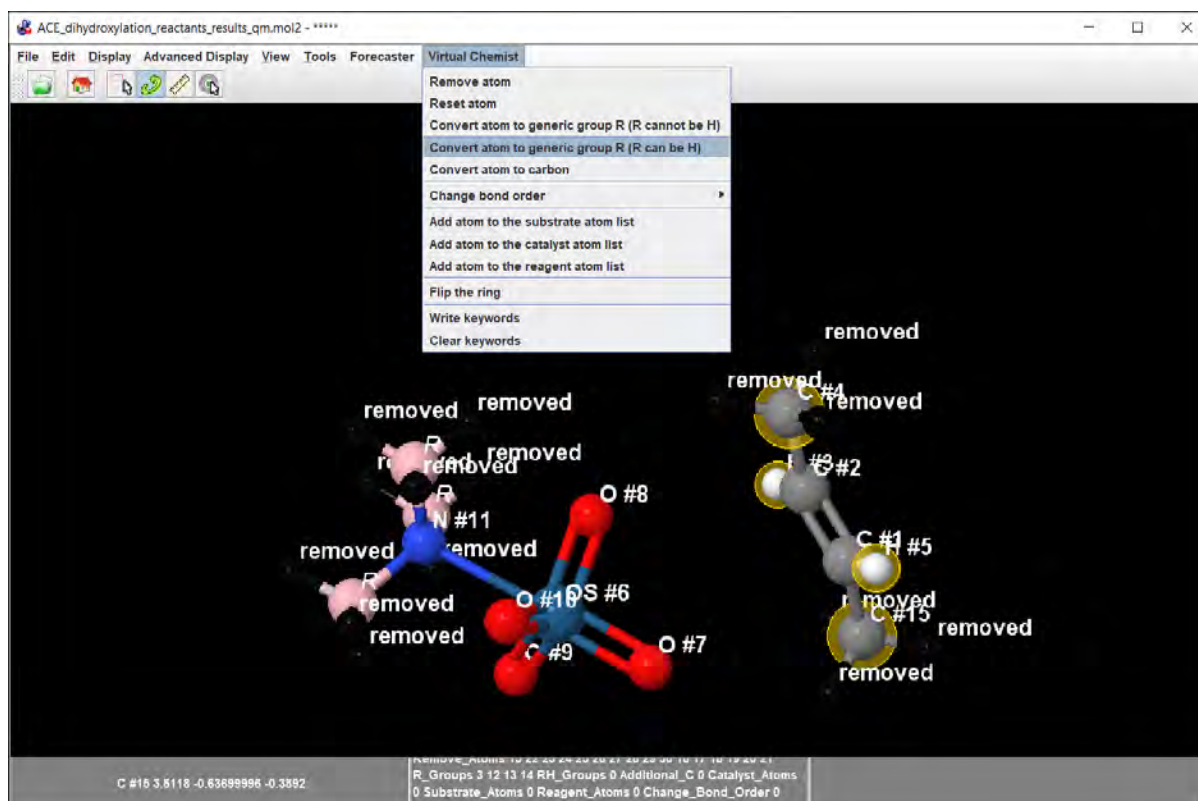 ACE_dihydroxylation_reactants_results_qm.mol2 - *****
File Edit Display Advanced Display View Tools Forecaster Virtual Chemist
Remove atom
Reset atom
Convert atom to generic group R (R cannot be H)
Convert atom to generic group R (R can be H)
Convert atom to carbon
Change bond order
Add atom to the substrate atom list
Add atom to the catalyst atom list
Add atom to the reagent atom list
Flip the ring
Write keywords
Clear keywords
removed
removed
C #4
removed
removed
removed
R
removed
removed
#3
C #2
R
O #8
N #11
C #1
H #5
removed
removed
R
O #10
OS #6
removed
removed
C #15
removed
removed
C #9
O #7
removed
C #15 3.5118 -0.63699996 -0.3892
R_Groups 3 12 13 14 RH_Groups 0 Additional_C 0 Catalyst_Atoms
0 Substrate_Atoms 0 Reagent_Atoms 0 Change_Bond_Order 0